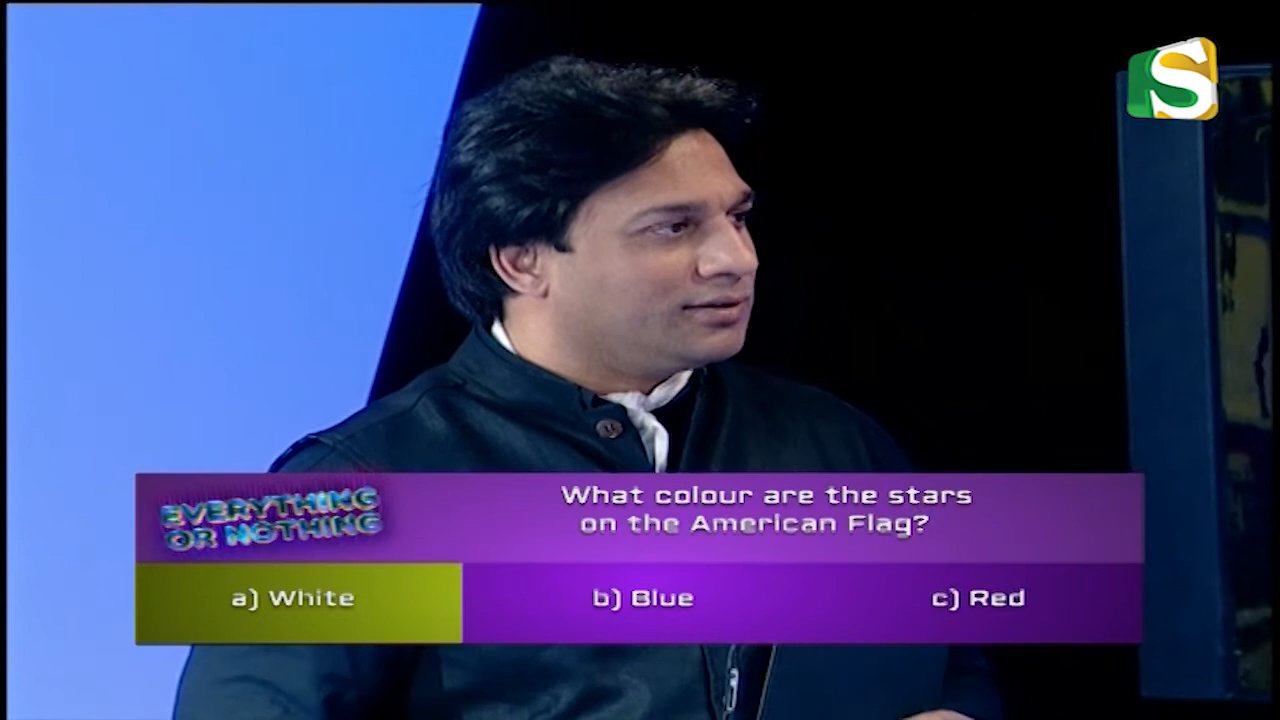 S
EVERYTHING
OR NOTHING
What colour are the stars
on the American Flag?
a) White
b) Blue
c) Red